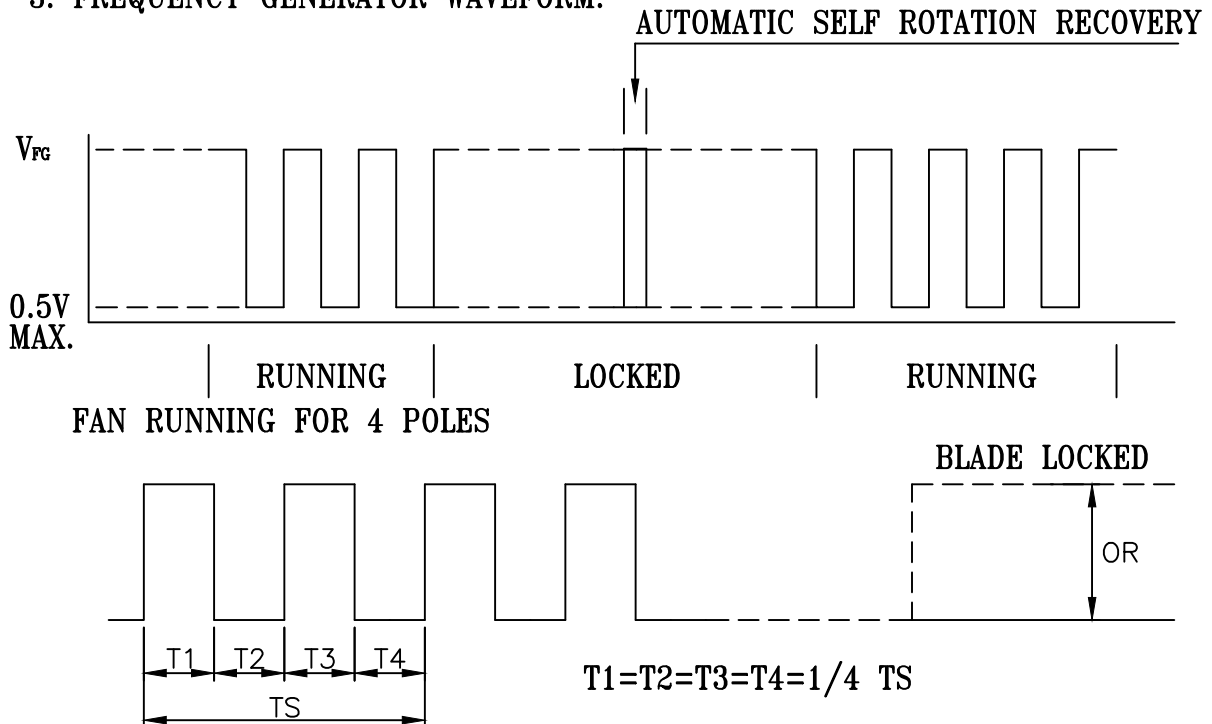 FREQUENCY GENERATOR WAVEFORM:
AUTOMATIC SELF ROTATION RECOVERY
VFG
0.5V
MAX.
RUNNING LOCKED RUNNING
FAN RUNNING FOR 4 POLES
BLADE LOCKED
OR
T1 T2 T3 T4
T1=T2=T3=T4=1/4 TS
TS